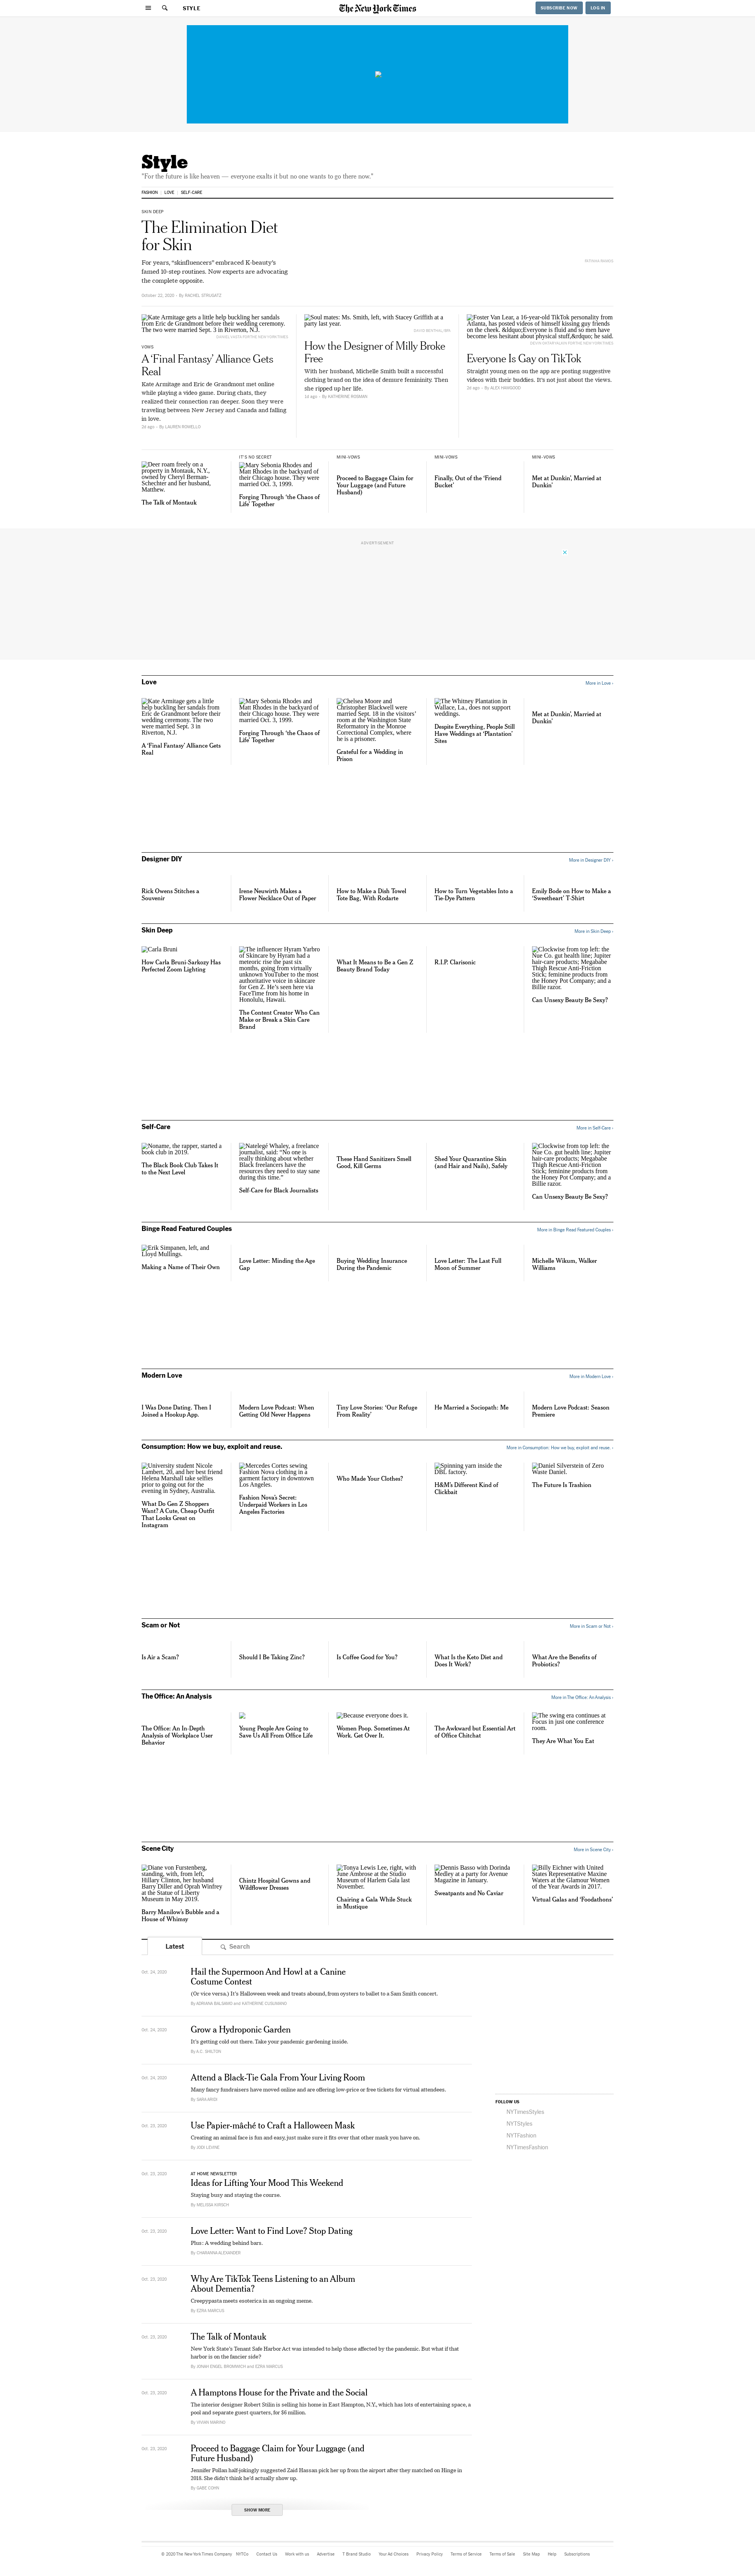 STYLE
The New York Times
SUBSCRIBE NOW
LOG IN
Style
"For the future is like heaven — everyone exalts it but no one wants to go there now."
FASHION
LOVE
SELF-CARE
SKIN DEEP
The Elimination Diet
for Skin
For years, "skinfluencers" embraced K-beauty's
famed 10-step routines. Now experts are advocating
the complete opposite.
October 22, 2020 – By RACHEL STRUGATZ
Kate Armitage gets a little help buckling her sandals
from Eric de Grandmont before their wedding ceremony.
The two were married Sept. 3 in Riverton, N.J.
DANIEL VASTA FOR THE NEW YORK TIMES
VOWS
A 'Final Fantasy' Alliance Gets
Real
Kate Armitage and Eric de Grandmont met online
while playing a video game. During chats, they
realized their connection ran deeper. Soon they were
traveling between New Jersey and Canada and falling
in love.
2d ago – By LAUREN RONIELLO
Soul mates: Ms. Smith, left, with Stacey Griffith at a
party last year.
How the Designer of Milly Broke
Free
With her husband, Michelle Smith built a successful
clothing brand on the idea of demure femininity. Then
she ripped up her life.
1d ago – By KATHERINE ROSMAN
Foster Van Lear, a 16-year-old TikTok personality from
Atlanta, has posted videos of himself kissing guy friends
on the cheek. &ldquo;Everyone is fluid and so men have
become less hesitant about physical stuff,&rdquo; he said.
Everyone Is Gay on TikTok
Straight young men on the app are posting suggestive
videos with their buddies. It's not just about the views.
By ALEX HAWGOOD
Deer roam freely on a
property in Montauk, N.Y.,
owned by Cheryl Berman-
Schechter and her husband,
Matthew.
The Talk of Montauk
IT'S NO SECRET
Mary Sebonia Rhodes and
Matt Rhodes in the backyard of
their Chicago house. They were
married Oct. 3, 1999.
Forging Through 'the Chaos of
Life' Together
MINI-VOWS
Proceed to Baggage Claim for
Your Luggage (and Future
Husband)
MINI-VOWS
Finally, Out of the 'Friend
Bucket'
MINI-VOWS
Met at Dunkin', Married at
Dunkin'
ADVERTISEMENT
Love
More in Love ›
Kate Armitage gets a little
help buckling her sandals from
Eric de Grandmont before their
wedding ceremony. The two
were married Sept. 3 in
Riverton, N.J.
A 'Final Fantasy' Alliance Gets
Real
Mary Sebonia Rhodes and
Matt Rhodes in the backyard of
their Chicago house. They were
married Oct. 3, 1999.
Forging Through 'the Chaos of
Life' Together
Chelsea Moore and
Christopher Blackwell were
married Sept. 18 in the visitors'
room at the Washington State
Reformatory in the Monroe
Correctional Complex, where
he is a prisoner.
Grateful for a Wedding in
Prison
The Whitney Plantation in
Wallace, La., does not support
weddings.
Despite Everything, People Still
Have Weddings at 'Plantation'
Sites
Met at Dunkin', Married at
Dunkin'
Designer DIY
More in Designer DIY ›
Rick Owens Stitches a
Souvenir
Irene Neuwirth Makes a
Flower Necklace Out of Paper
How to Make a Dish Towel
Tote Bag, With Rodarte
How to Turn Vegetables Into a
Tie-Dye Pattern
Emily Bode on How to Make a
'Sweetheart' T-Shirt
Skin Deep
More in Skin Deep ›
Carla Bruni
How Carla Bruni-Sarkozy Has
Perfected Zoom Lighting
The influencer Hyram Yarbro
of Skincare by Hyram had a
meteoric rise the past six
months, going from virtually
unknown YouTuber to the most
authoritative voice in skincare
for Gen Z. He's seen here via
FaceTime from his home in
Honolulu, Hawaii.
The Content Creator Who Can
Make or Break a Skin Care
Brand
What It Means to Be a Gen Z
Beauty Brand Today
R.I.P. Clarisonic
Clockwise from top left: the
Nue Co. gut health line; Jupiter
hair-care products; Megababe
Thigh Rescue Anti-Friction
Stick; feminine products from
the Honey Pot Company; and a
Billie razor.
Can Unsexy Beauty Be Sexy?
Self-Care
More in Self-Care ›
Noname, the rapper, started a
book club in 2019.
The Black Book Club Takes It
to the Next Level
Natelegé Whaley, a freelance
journalist, said: "No one is
really thinking about whether
Black freelancers have the
resources they need to stay sane
during this time."
Self-Care for Black Journalists
These Hand Sanitizers Smell
Good, Kill Germs
Shed Your Quarantine Skin
(and Hair and Nails), Safely
Clockwise from top left: the
Nue Co. gut health line; Jupiter
hair-care products; Megababe
Thigh Rescue Anti-Friction
Stick; feminine products from
the Honey Pot Company; and a
Billie razor.
Can Unsexy Beauty Be Sexy?
Binge Read Featured Couples
More in Binge Read Featured Couples ›
Erik Simpanen, left, and
Lloyd Mullings.
Making a Name of Their Own
Love Letter: Minding the Age
Gap
Buying Wedding Insurance
During the Pandemic
Love Letter: The Last Full
Moon of Summer
Michelle Wikum, Walker
Williams
Modern Love
More in Modern Love ›
I Was Done Dating. Then I
Joined a Hookup App.
Modern Love Podcast: When
Getting Old Never Happens
Tiny Love Stories: 'Our Refuge
From Reality'
He Married a Sociopath: Me
Modern Love Podcast: Season
Premiere
Consumption: How we buy, exploit and reuse.
More in Consumption: How we buy, exploit and reuse. ›
University student Nicole
Lambert, 20, and her best friend
Helena Marshall take selfies
prior to going out for the
evening in Sydney, Australia.
What Do Gen Z Shoppers
Want? A Cute, Cheap Outfit
That Looks Great on
Instagram
Mercedes Cortes sewing
Fashion Nova clothing in a
garment factory in downtown
Los Angeles.
Fashion Nova's Secret:
Underpaid Workers in Los
Angeles Factories
Who Made Your Clothes?
Spinning yarn inside the
DBL factory.
H&M's Different Kind of
Clickbait
Daniel Silverstein of Zero
Waste Daniel.
The Future Is Trashion
Scam or Not
More in Scam or Not ›
Is Air a Scam?
Should I Be Taking Zinc?
Is Coffee Good for You?
What Is the Keto Diet and
Does It Work?
What Are the Benefits of
Probiotics?
The Office: An Analysis
More in The Office: An Analysis ›
The Office: An In-Depth
Analysis of Workplace User
Behavior
Young People Are Going to
Save Us All From Office Life
Because everyone does it.
Women Poop. Sometimes At
Work. Get Over It.
The Awkward but Essential Art
of Office Chitchat
The swing era continues at
Focus in just one conference
room.
They Are What You Eat
Scene City
More in Scene City ›
Diane von Furstenberg,
standing, with, from left,
Hillary Clinton, her husband
Barry Diller and Oprah Winfrey
at the Statue of Liberty
Museum in May 2019.
Barry Manilow's Bubble and a
House of Whimsy
Chintz Hospital Gowns and
Wildflower Dresses
Tonya Lewis Lee, right, with
June Ambrose at the Studio
Museum of Harlem Gala last
November.
Chairing a Gala While Stuck
in Mustique
Dennis Basso with Dorinda
Medley at a party for Avenue
Magazine in January.
Sweatpants and No Caviar
Billy Eichner with United
States Representative Maxine
Waters at the Glamour Women
of the Year Awards in 2017.
Virtual Galas and 'Foodathons'
Latest
Search
Oct. 24, 2020
Hail the Supermoon And Howl at a Canine
Costume Contest
(Or vice versa.) It's Halloween week and treats abound, from oysters to ballet to a Sam Smith concert.
By ADRIANA BALSAMO and KATHERINE CUSUMANO
Oct. 24, 2020
Grow a Hydroponic Garden
It's getting cold out there. Take your pandemic gardening inside.
By A.C. SHILTON
Oct. 24, 2020
Attend a Black-Tie Gala From Your Living Room
Many fancy fundraisers have moved online and are offering low-price or free tickets for virtual attendees.
By SARA ARIDI
Oct. 23, 2020
Use Papier-mâché to Craft a Halloween Mask
Creating an animal face is fun and easy, just make sure it fits over that other mask you have on.
By JODI LEVINE
Oct. 23, 2020
AT HOME NEWSLETTER
Ideas for Lifting Your Mood This Weekend
Staying busy and staying the course.
By MELISSA KIRSCH
Oct. 23, 2020
Love Letter: Want to Find Love? Stop Dating
Plus: A wedding behind bars.
By CHARANNA ALEXANDER
Oct. 23, 2020
Why Are TikTok Teens Listening to an Album
About Dementia?
Creepypasta meets esoterica in an ongoing meme.
By EZRA MARCUS
Oct. 23, 2020
The Talk of Montauk
New York State's Tenant Safe Harbor Act was intended to help those affected by the pandemic. But what if that
harbor is on the fancier side?
By JONAH ENGEL BROMWICH and EZRA MARCUS
Oct. 23, 2020
A Hamptons House for the Private and the Social
The interior designer Robert Stilin is selling his home in East Hampton, N.Y., which has lots of entertaining space, a
pool and separate guest quarters, for $6 million.
By VIVIAN MARINO
Oct. 23, 2020
Proceed to Baggage Claim for Your Luggage (and
Future Husband)
Jennifer Pollan half-jokingly suggested Zaid Hassan pick her up from the airport after they matched on Hinge in
2018. She didn't think he'd actually show up.
By GABE COHN
SHOW MORE
FOLLOW US
NYTimesStyles
NYTStyles
NYTFashion
NYTimesFashion
© 2020 The New York Times Company
NYTCo
Contact Us
Work with us
Advertise
T Brand Studio
Your Ad Choices
Privacy Policy
Terms of Service
Terms of Sale
Site Map
Help
Subscriptions